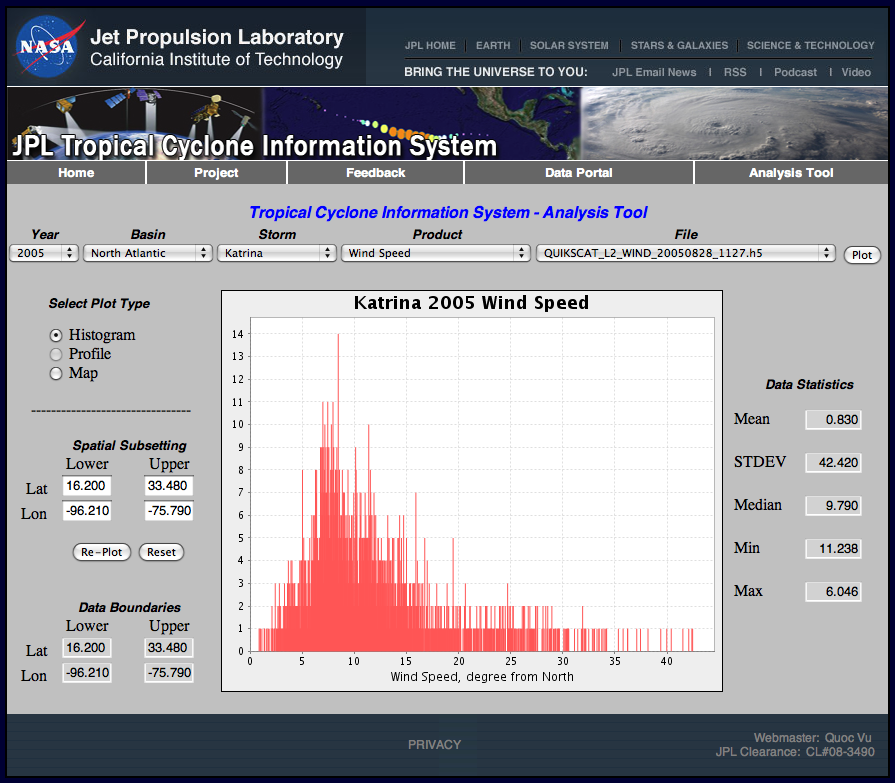 NASA
Jet Propulsion Laboratory
California Institute of Technology
JPL HOME | EARTH | SOLAR SYSTEM | STARS & GALAXIES | SCIENCE & TECHNOLOGY
BRING THE UNIVERSE TO YOU: JPL Email News | RSS | Podcast | Video
JPL Tropical Cyclone Information System
Home Project Feedback Data Portal Analysis Tool
Tropical Cyclone Information System - Analysis Tool
Year Basin Storm Product File
2005 North Atlantic Katrina Wind Speed QUIKSCAT_L2_WIND_20050828_1127.h5 Plot
Select Plot Type
Histogram
Profile
Map
--------------------------------
Spatial Subsetting
Lower Upper
Lat 16.200 33.480
Lon -96.210 -75.790
Re-Plot Reset
Data Boundaries
Lower Upper
Lat 16.200 33.480
Lon -96.210 -75.790
Katrina 2005 Wind Speed
14
13
12
11
10
9
8
7
6
5
4
3
2
1
0
0 5 10 15 20 25 30 35 40
Wind Speed, degree from North
Data Statistics
Mean 0.830
STDEV 42.420
Median 9.790
Min 11.238
Max 6.046
PRIVACY
Webmaster: Quoc Vu
JPL Clearance: CL#08-3490